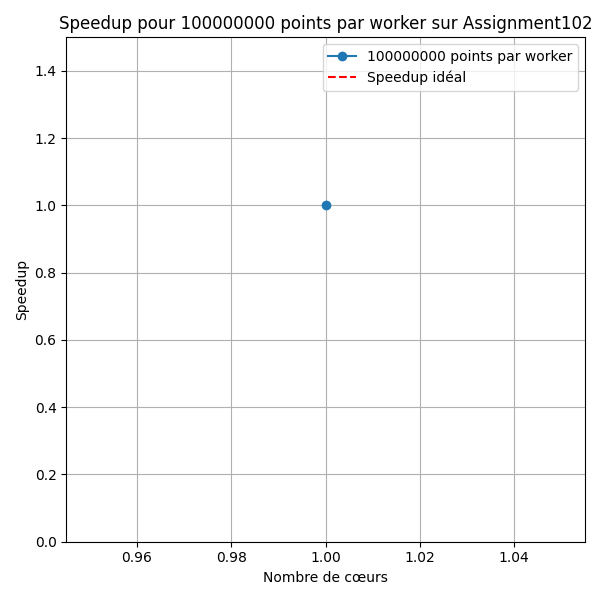 Speedup pour 100000000 points par worker sur Assignment102
100000000 points par worker
Speedup idéal
1.4
1.2
1.0
0.8
0.6
0.4
0.2
0.0
Speedup
0.96 0.98 1.00 1.02 1.04
Nombre de cœurs